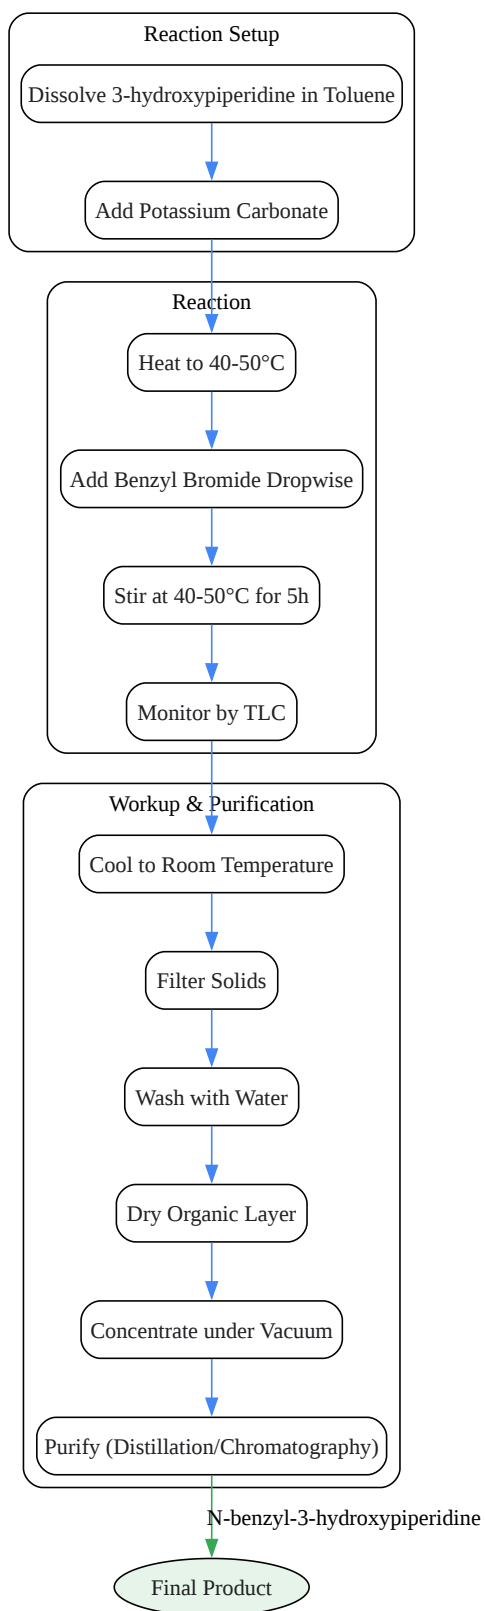 Reaction Setup
Dissolve 3-hydroxypiperidine in Toluene
Add Potassium Carbonate
Reaction
Heat to 40-50°C
Add Benzyl Bromide Dropwise
Stir at 40-50°C for 5h
Monitor by TLC
Workup & Purification
Cool to Room Temperature
Filter Solids
Wash with Water
Dry Organic Layer
Concentrate under Vacuum
Purify (Distillation/Chromatography)
N-benzyl-3-hydroxypiperidine
Final Product